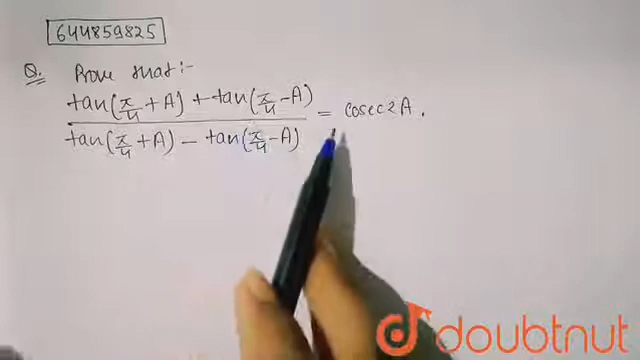 644859825
Q. Prove that:-
tan(π/4 + A) + tan(π/4 - A)
= cosec2A.
tan(π/4 + A) - tan(π/4 - A)
doubtnut